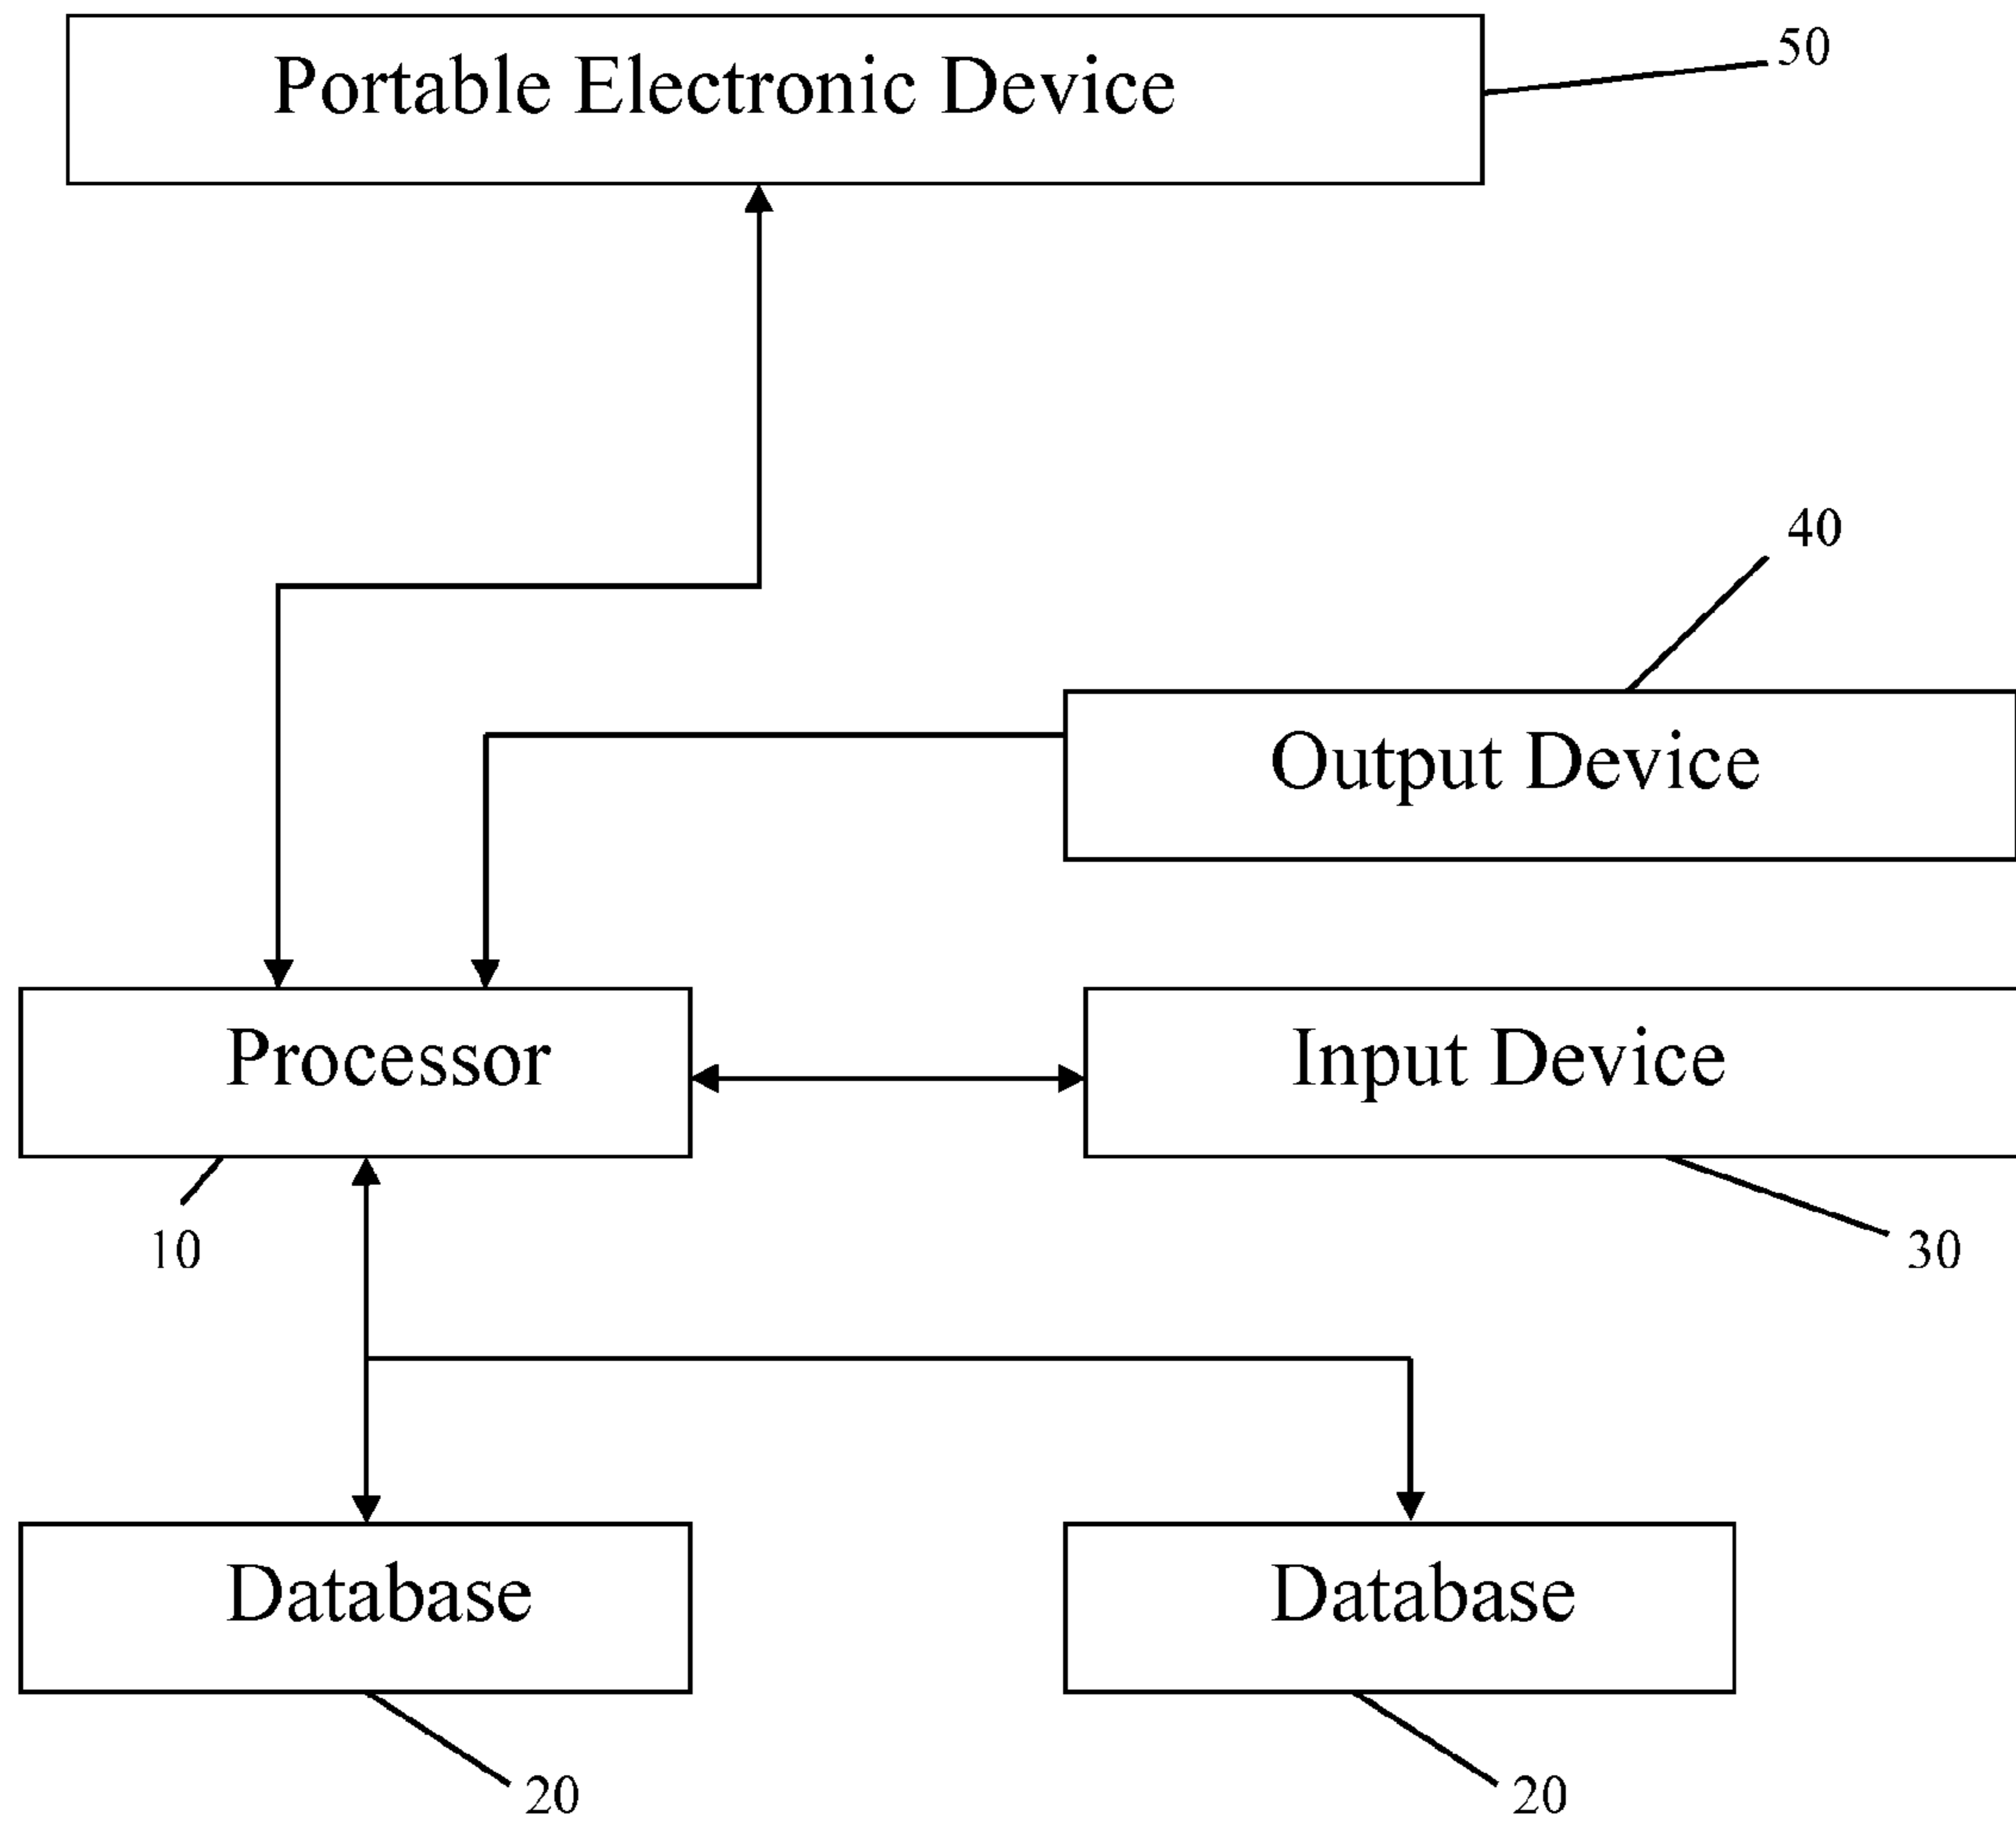 Portable Electronic Device
50
40
Output Device
Processor
Input Device
10
30
Database
Database
20
20